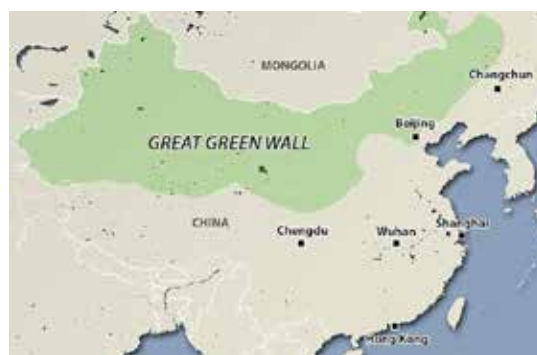 MONGOLIA
Changchun
Beijing
GREAT GREEN WALL
CHINA
Chengdu
Wuhan
Shanghai
Hong Kong